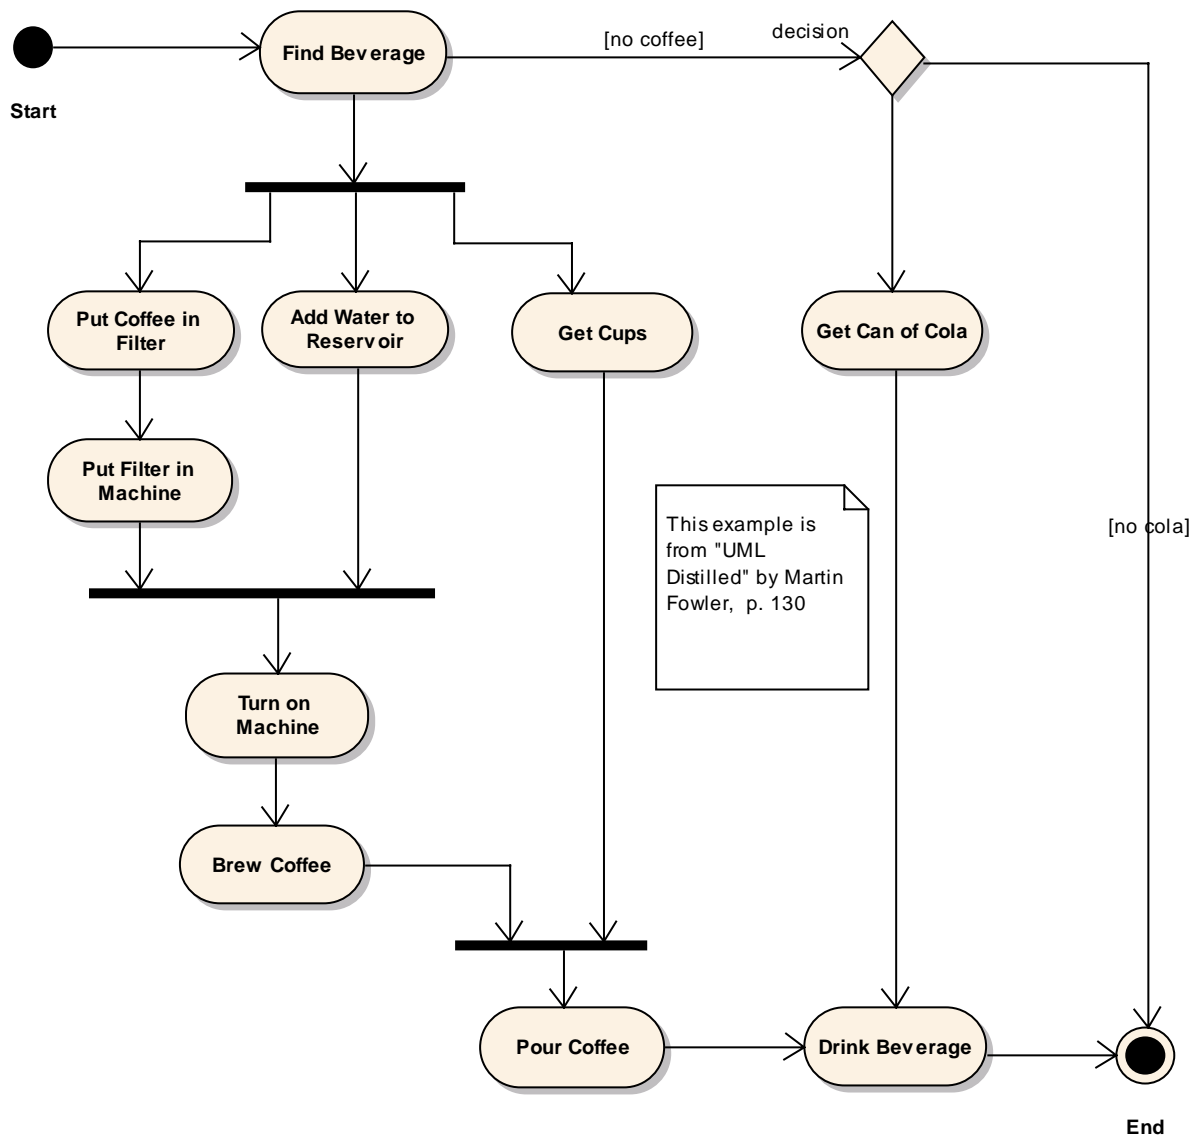 Find Beverage
[no coffee]
decision
Start
Put Coffee in
Filter
Add Water to
Reservoir
Get Cups
Get Can of Cola
Put Filter in
Machine
This example is
from "UML
Distilled" by Martin
Fowler, p. 130
[no cola]
Turn on
Machine
Brew Coffee
Pour Coffee
Drink Beverage
End